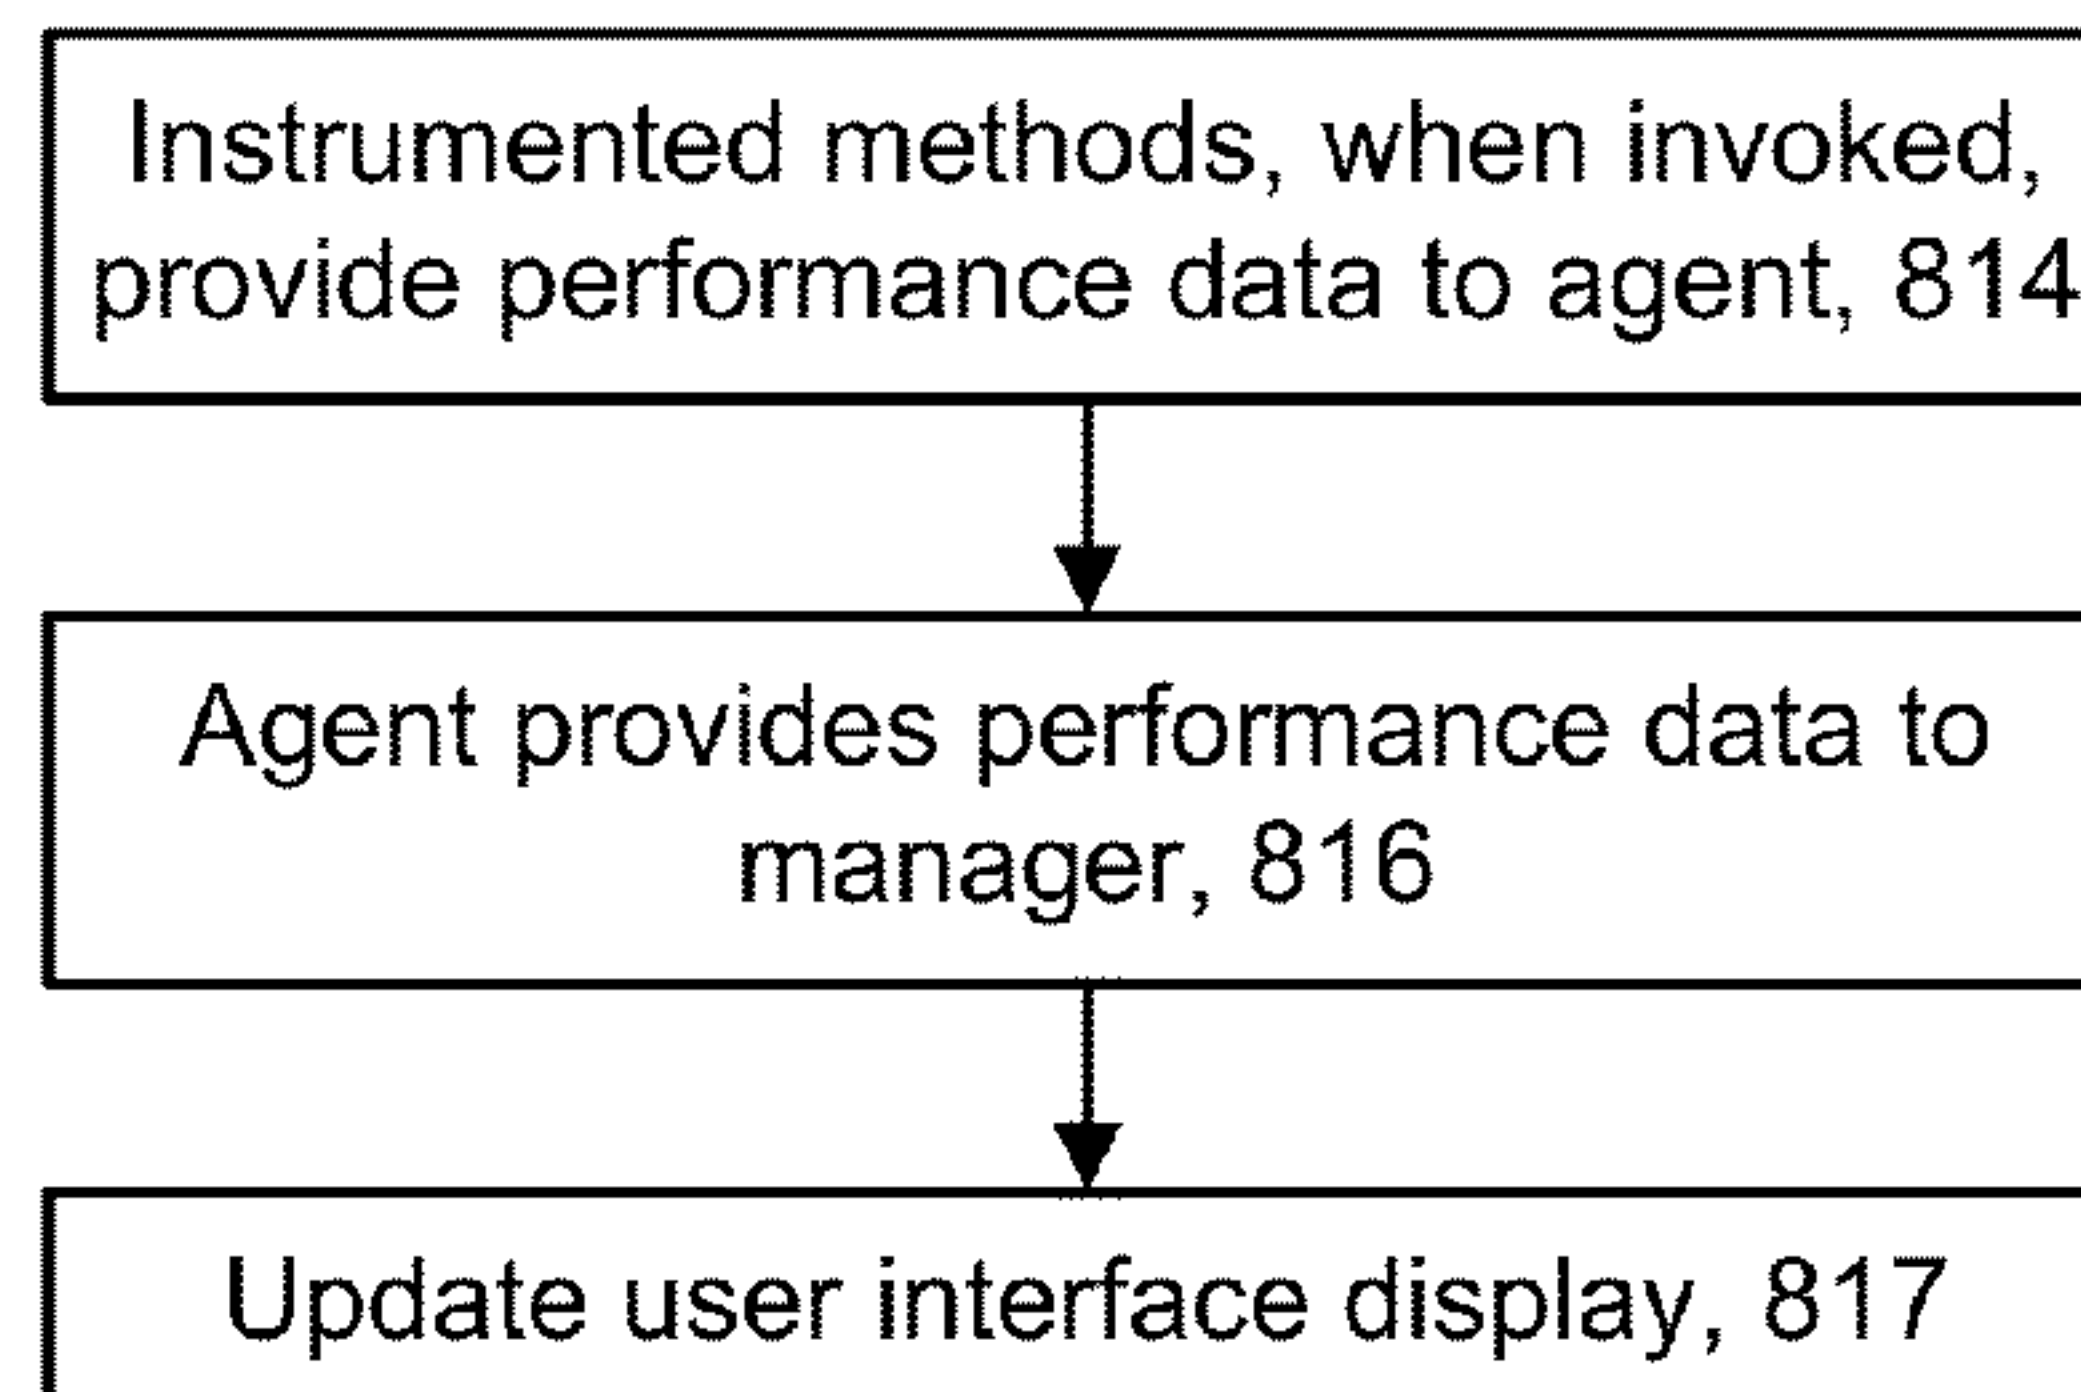 Instrumented methods, when invoked,
provide performance data to agent, 814
Agent provides performance data to
manager, 816
Update user interface display, 817